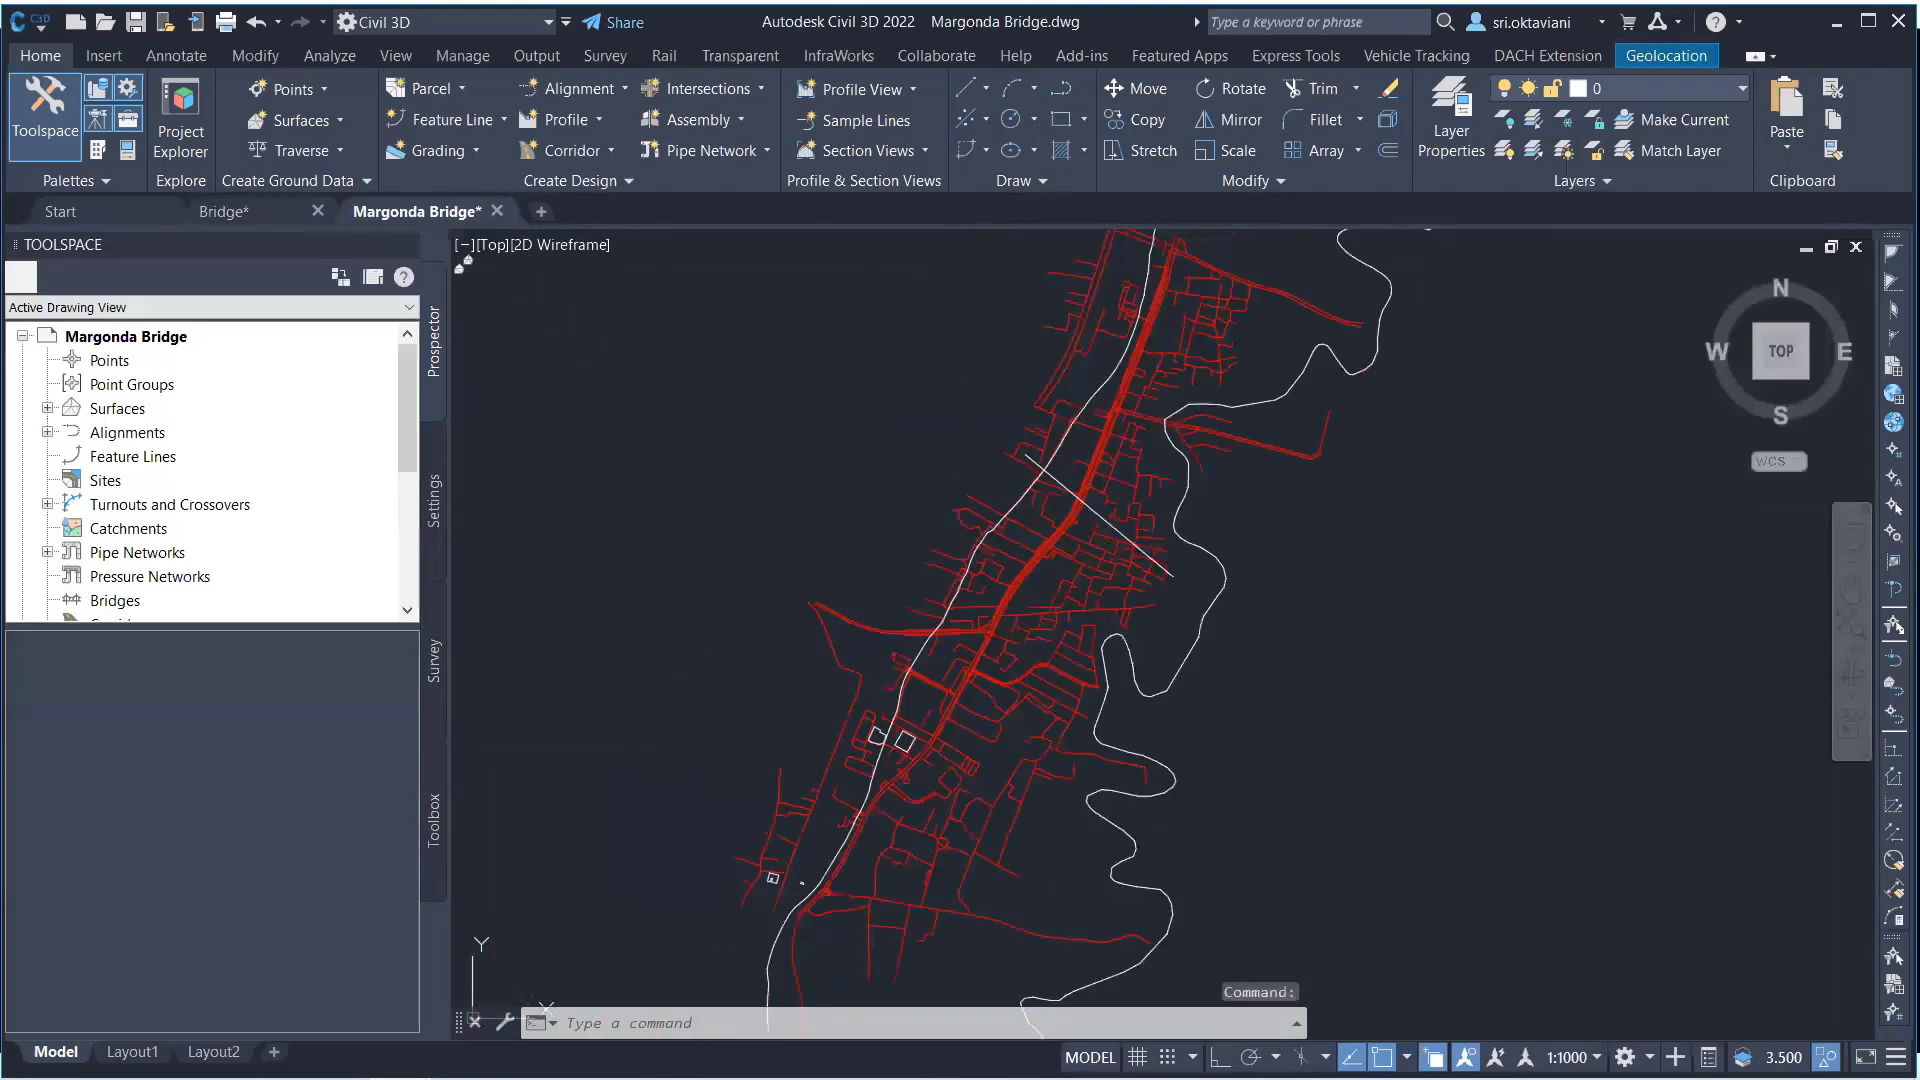 C3D
Civil 3D
Share
Autodesk Civil 3D 2022 Margonda Bridge.dwg
Type a keyword or phrase
sri.oktaviani
Home Insert Annotate Modify Analyze View Manage Output Survey Rail Transparent InfraWorks Collaborate Help Add-ins Featured Apps Express Tools Vehicle Tracking DACH Extension Geolocation
Toolspace
Project Explorer
Points
Surfaces
Traverse
Parcel
Feature Line
Grading
Alignment
Profile
Corridor
Intersections
Assembly
Pipe Network
Profile View
Sample Lines
Section Views
Move
Copy
Stretch
Rotate
Mirror
Scale
Trim
Fillet
Array
Layer Properties
0
Make Current
Match Layer
Paste
Palettes Explore Create Ground Data Create Design Profile & Section Views Draw Modify Layers Clipboard
Start Bridge* Margonda Bridge*
TOOLSPACE
Active Drawing View
Margonda Bridge
Points
Point Groups
Surfaces
Alignments
Feature Lines
Sites
Turnouts and Crossovers
Catchments
Pipe Networks
Pressure Networks
Bridges
Prospector
Settings
Survey
Toolbox
[−][Top][2D Wireframe]
N
W TOP E
S
WCS
Y
X
Command:
Type a command
Model Layout1 Layout2
MODEL 1:1000 3.500